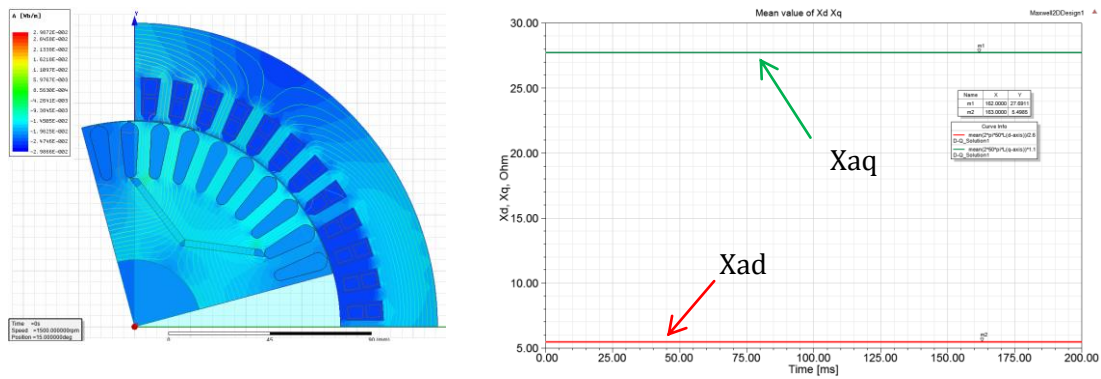 A [Wb/m]
Y
Time =0s
Speed =1500.000000rpm
Position =15.000000deg
0
45
90 (mm)
Mean value of Xd Xq
Maxwell2DDesign1
Xd, Xq, Ohm
30.00
25.00
20.00
15.00
10.00
5.00
m1
Name X Y
m1 162.0000 27.6911
m2 163.0000 5.4985
Curve Info
D-Q_Solution1
D-Q_Solution1
Xaq
Xad
m2
0.00
25.00
50.00
75.00
100.00
125.00
150.00
175.00
200.00
Time [ms]